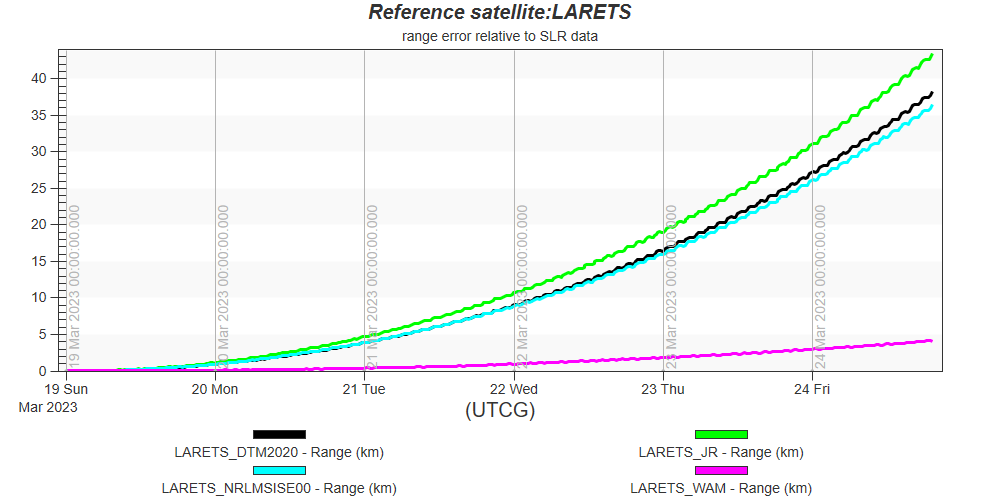 Reference satellite:LARETS
range error relative to SLR data
40
35
30
25
20
15
10
5
0
19 Mar 2023 00:00:00.000
20 Mar 2023 00:00:00.000
21 Mar 2023 00:00:00.000
22 Mar 2023 00:00:00.000
23 Mar 2023 00:00:00.000
24 Mar 2023 00:00:00.000
19 Sun 20 Mon 21 Tue 22 Wed 23 Thu 24 Fri
Mar 2023
(UTCG)
LARETS_DTM2020 - Range (km) LARETS_JR - Range (km)
LARETS_NRLMSISE00 - Range (km) LARETS_WAM - Range (km)